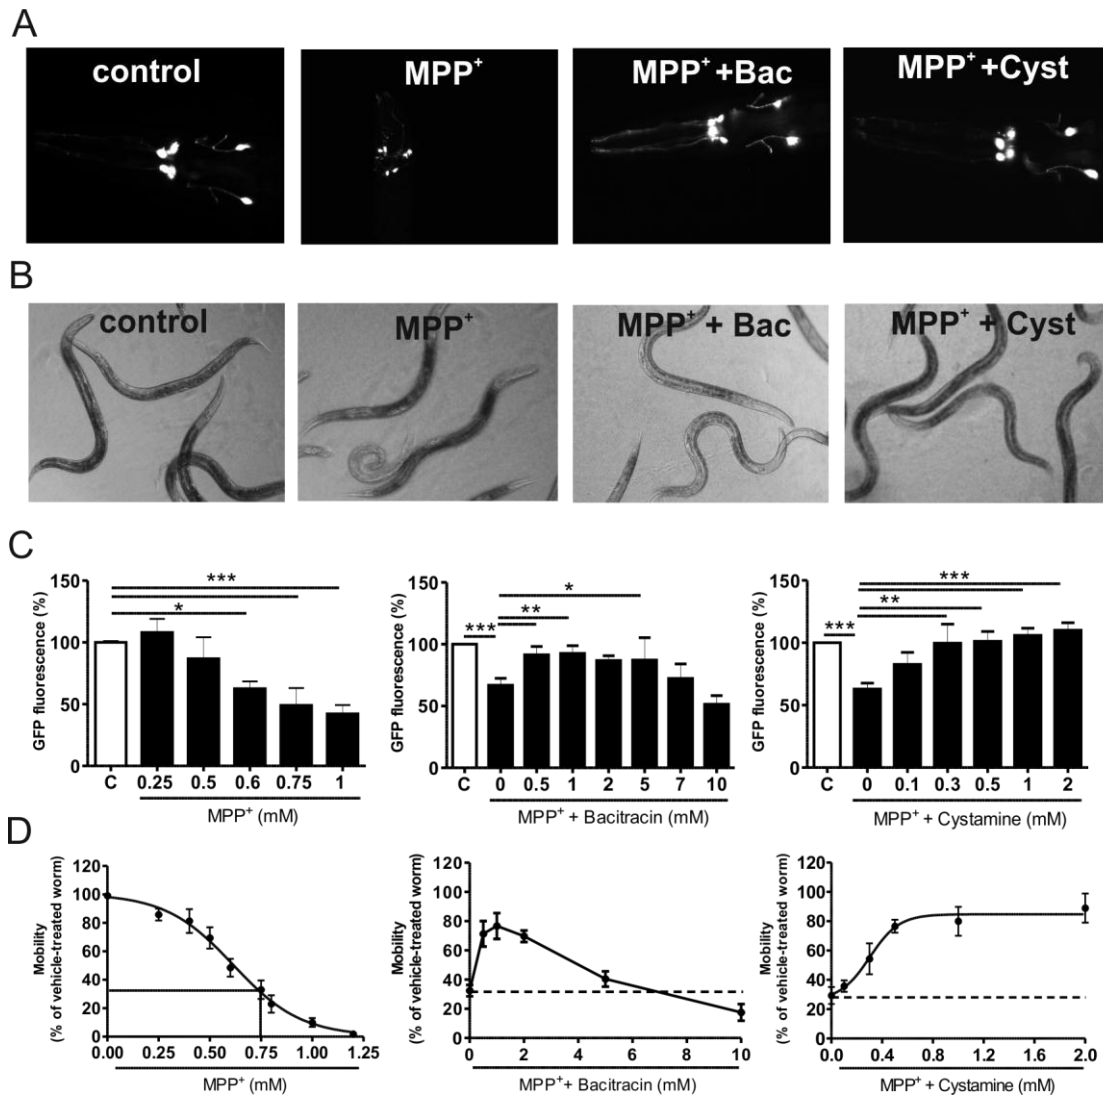 A
control MPP⁺ MPP⁺+Bac MPP⁺+Cyst
B
control MPP⁺ MPP⁺ + Bac MPP⁺ + Cyst
C
GFP fluorescence (%)
150
100
50
0
***
*
C 0.25 0.5 0.6 0.75 1
MPP⁺ (mM)
GFP fluorescence (%)
150
100
50
0
*
**
***
C 0 0.5 1 2 5 7 10
MPP⁺ + Bacitracin (mM)
GFP fluorescence (%)
150
100
50
0
***
**
***
C 0 0.1 0.3 0.5 1 2
MPP⁺ + Cystamine (mM)
D
Mobility
(% of vehicle-treated worm)
120
100
80
60
40
20
0
0.00 0.25 0.50 0.75 1.00 1.25
MPP⁺ (mM)
Mobility
(% of vehicle-treated worm)
120
100
80
60
40
20
0
0 2 4 6 8 10
MPP⁺+ Bacitracin (mM)
Mobility
(% of vehicle-treated worm)
120
100
80
60
40
20
0
0.0 0.4 0.8 1.2 1.6 2.0
MPP⁺ + Cystamine (mM)